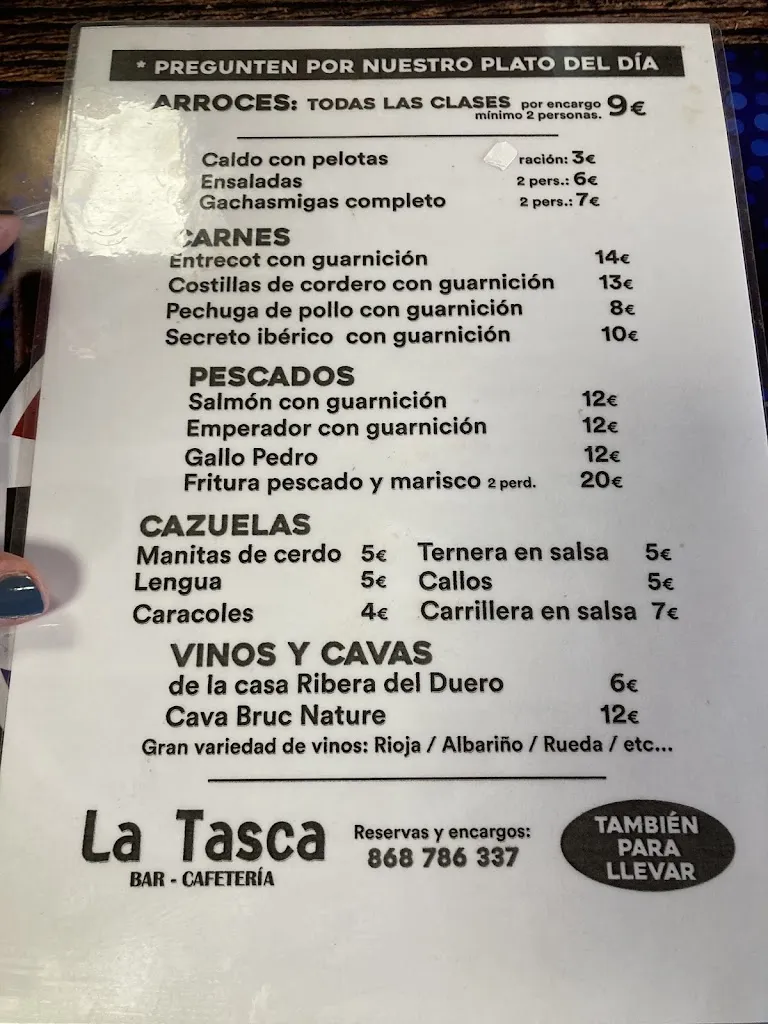 * PREGUNTEN POR NUESTRO PLATO DEL DÍA
ARROCES: TODAS LAS CLASES por encargo mínimo 2 personas. 9€
Caldo con pelotas ración: 3€
Ensaladas 2 pers.: 6€
Gachasmigas completo 2 pers.: 7€
CARNES
Entrecot con guarnición 14€
Costillas de cordero con guarnición 13€
Pechuga de pollo con guarnición 8€
Secreto ibérico con guarnición 10€
PESCADOS
Salmón con guarnición 12€
Emperador con guarnición 12€
Gallo Pedro 12€
Fritura pescado y marisco 2 perd. 20€
CAZUELAS
Manitas de cerdo 5€ Ternera en salsa 5€
Lengua 5€ Callos 5€
Caracoles 4€ Carrillera en salsa 7€
VINOS Y CAVAS
de la casa Ribera del Duero 6€
Cava Bruc Nature 12€
Gran variedad de vinos: Rioja / Albariño / Rueda / etc...
La Tasca
BAR - CAFETERÍA
Reservas y encargos:
868 786 337
TAMBIÉN
PARA
LLEVAR